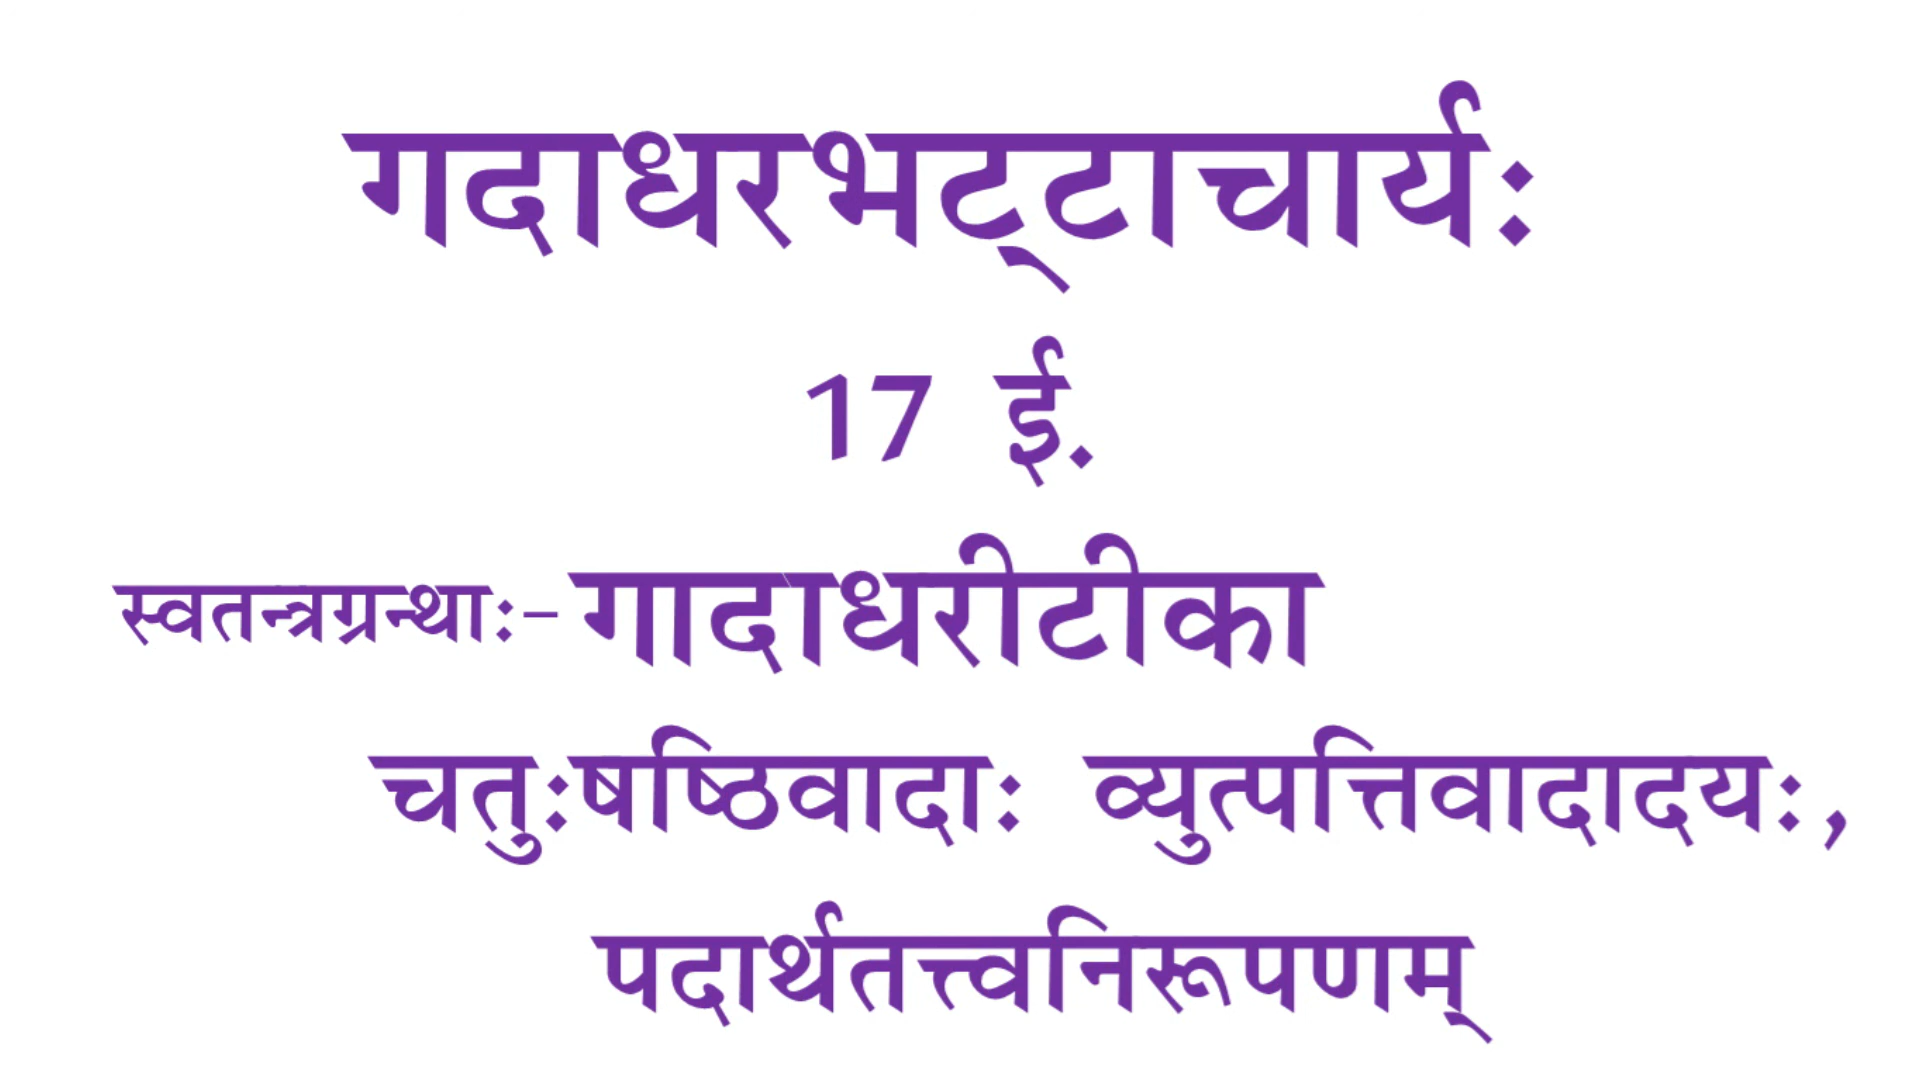 गदाधरभट्टाचार्यः
17 ई.
स्वतन्त्रग्रन्थाः- गादाधरीटीका
चतुःषष्ठिवादाः व्युत्पत्तिवादादयः,
पदार्थतत्त्वनिरूपणम्